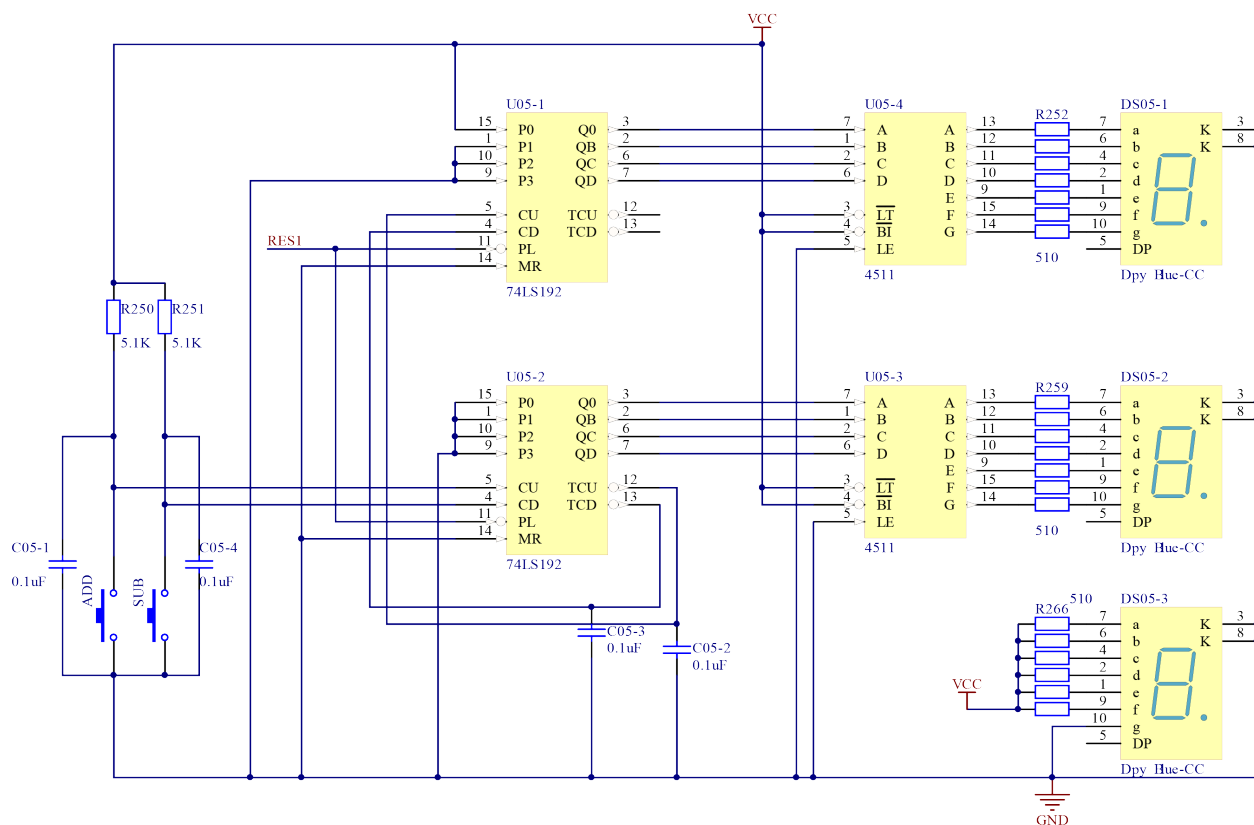 VCC
U05-1
15 P0 Q0 3
1 P1 QB 2
10 P2 QC 6
9 P3 QD 7
5 CU TCU 12
4 CD TCD 13
11 PL
14 MR
74LS192
RES1
U05-4
7 A A 13
1 B B 12
2 C C 11
6 D D 10
E 9
3 LT F 15
4 BI G 14
5 LE
4511
R252
510
DS05-1
7 a K 3
6 b K 8
4 c
2 d
1 e
9 f
10 g
5 DP
Dpy Blue-CC
R250
5.1K
R251
5.1K
U05-2
15 P0 Q0 3
1 P1 QB 2
10 P2 QC 6
9 P3 QD 7
5 CU TCU 12
4 CD TCD 13
11 PL
14 MR
74LS192
U05-3
7 A A 13
1 B B 12
2 C C 11
6 D D 10
E 9
3 LT F 15
4 BI G 14
5 LE
4511
R259
510
DS05-2
7 a K 3
6 b K 8
4 c
2 d
1 e
9 f
10 g
5 DP
Dpy Blue-CC
C05-1
0.1uF
ADD
SUB
C05-4
0.1uF
C05-3
0.1uF
C05-2
0.1uF
VCC
R266
510
DS05-3
7 a K 3
6 b K 8
4 c
2 d
1 e
9 f
10 g
5 DP
Dpy Blue-CC
GND